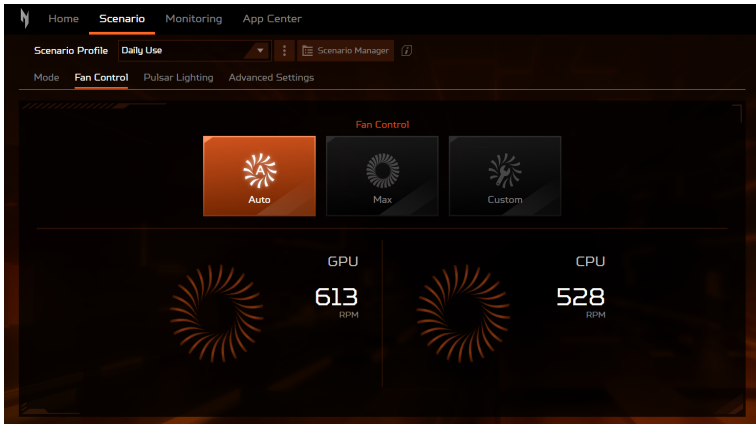 Home Scenario Monitoring App Center
Scenario Profile Daily Use Scenario Manager i
Mode Fan Control Pulsar Lighting Advanced Settings
Fan Control
A
Auto Max Custom
GPU
613
RPM
CPU
528
RPM